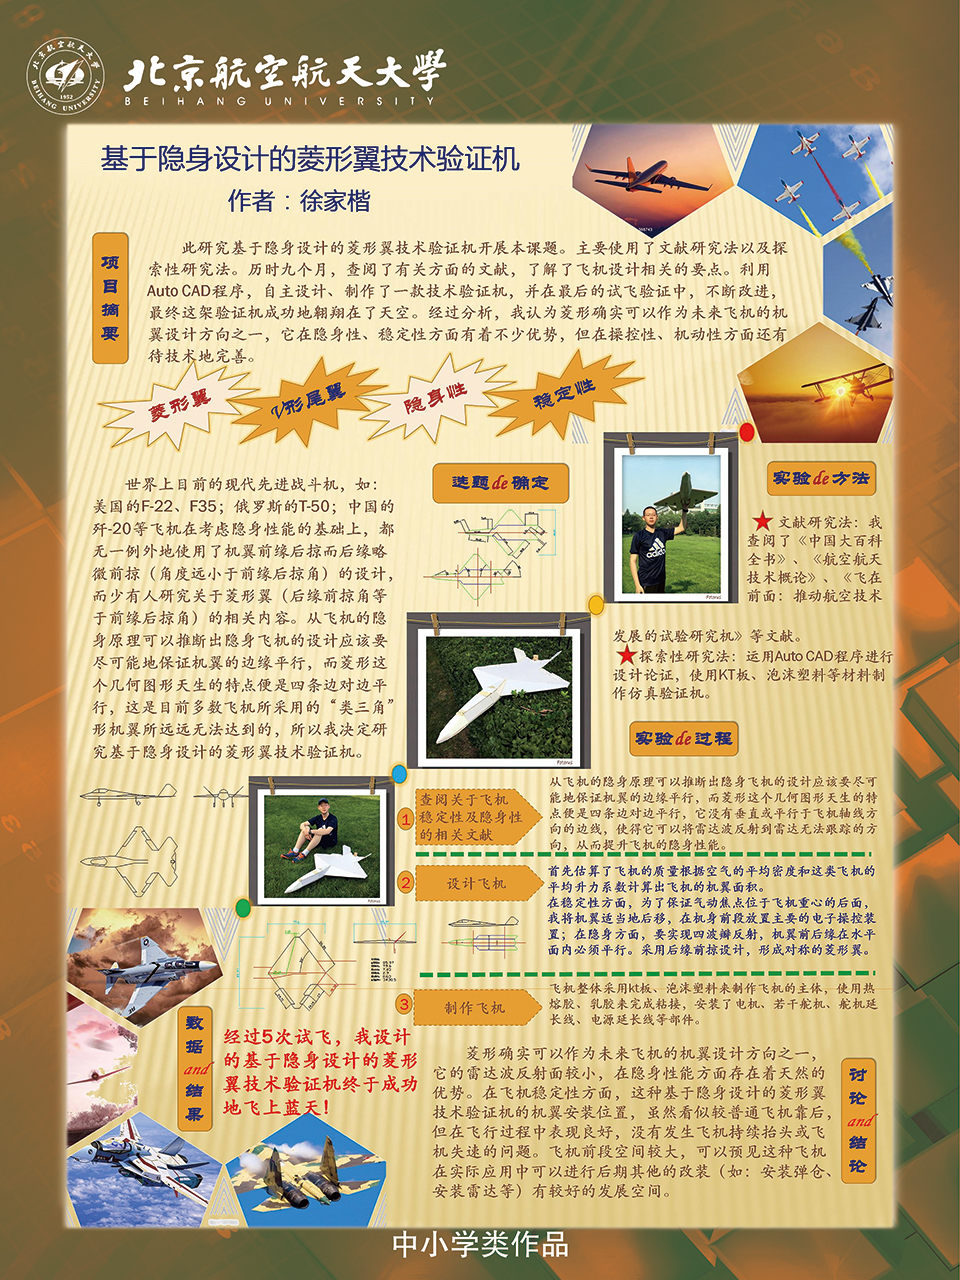 北京航空航天大學
BEIHANG UNIVERSITY
北京航空航天大学
BEIHANG UNIVERSITY
1952
基于隐身设计的菱形翼技术验证机
作者：徐家楷
项目摘要
此研究基于隐身设计的菱形翼技术验证机开展本课题。主要使用了文献研究法以及探
索性研究法。历时九个月，查阅了有关方面的文献，了解了飞机设计相关的要点。利用
Auto CAD程序，自主设计、制作了一款技术验证机，并在最后的试飞验证中，不断改进，
最终这架验证机成功地翱翔在了天空。经过分析，我认为菱形确实可以作为未来飞机的机
翼设计方向之一，它在隐身性、稳定性方面有着不少优势，但在操控性、机动性方面还有
待技术地完善。
菱形翼
V形尾翼
隐身性
稳定性
世界上目前的现代先进战斗机，如：
美国的F-22、F35；俄罗斯的T-50；中国的
歼-20等飞机在考虑隐身性能的基础上，都
无一例外地使用了机翼前缘后掠而后缘略
微前掠（角度远小于前缘后掠角）的设计，
而少有人研究关于菱形翼（后缘前掠角等
于前缘后掠角）的相关内容。从飞机的隐
身原理可以推断出隐身飞机的设计应该要
尽可能地保证机翼的边缘平行，而菱形这
个几何图形天生的特点便是四条边对边平
行，这是目前多数飞机所采用的“类三角”
形机翼所远远无法达到的，所以我决定研
究基于隐身设计的菱形翼技术验证机。
选题de确定
adidas
Fotorus
Fotorus
Fotorus
实验de方法
文献研究法：我
查阅了《中国大百科
全书》、《航空航天
技术概论》、《飞在
前面：推动航空技术
发展的试验研究机》等文献。
探索性研究法：运用Auto CAD程序进行
设计论证，使用KT板、泡沫塑料等材料制
作仿真验证机。
实验de过程
1
查阅关于飞机
稳定性及隐身性
的相关文献
从飞机的隐身原理可以推断出隐身飞机的设计应该要尽可
能地保证机翼的边缘平行，而菱形这个几何图形天生的特
点便是四条边对边平行，它没有垂直或平行于飞机轴线方
向的边线，使得它可以将雷达波反射到雷达无法跟踪的方
向，从而提升飞机的隐身性能。
2
设计飞机
首先估算了飞机的质量根据空气的平均密度和这类飞机的
平均升力系数计算出飞机的机翼面积。
在稳定性方面，为了保证气动焦点位于飞机重心的后面，
我将机翼适当地后移，在机身前段放置主要的电子操控装
置；在隐身方面，要实现四波瓣反射，机翼前后缘在水平
面内必须平行。采用后缘前掠设计，形成对称的菱形翼。
3
制作飞机
飞机整体采用kt板、泡沫塑料来制作飞机的主体，使用热
熔胶、乳胶来完成粘接，安装了电机、若干舵机、舵机延
长线、电源延长线等部件。
数据and结果
经过5次试飞，我设计
的基于隐身设计的菱形
翼技术验证机终于成功
地飞上蓝天！
菱形确实可以作为未来飞机的机翼设计方向之一，
它的雷达波反射面较小，在隐身性能方面存在着天然的
优势。在飞机稳定性方面，这种基于隐身设计的菱形翼
技术验证机的机翼安装位置，虽然看似较普通飞机靠后，
但在飞行过程中表现良好，没有发生飞机持续抬头或飞
机失速的问题。飞机前段空间较大，可以预见这种飞机
在实际应用中可以进行后期其他的改装（如：安装弹仓、
安装雷达等）有较好的发展空间。
讨论and结论
中小学类作品